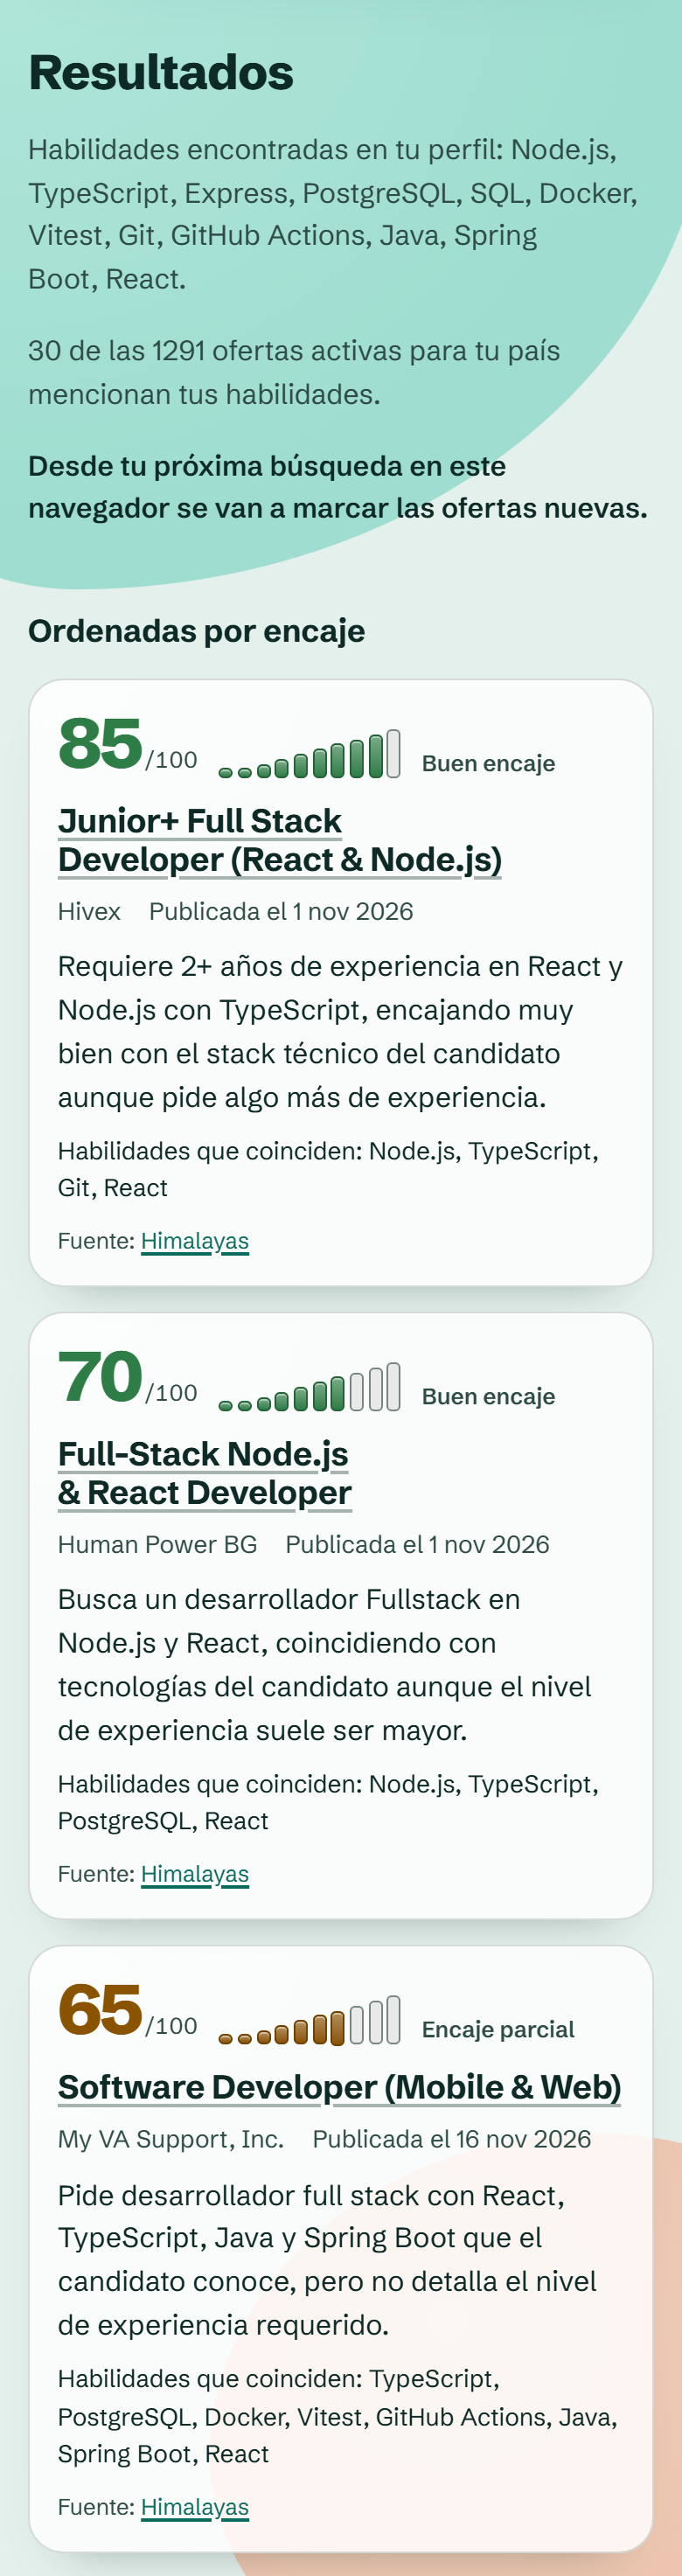 Resultados
Habilidades encontradas en tu perfil: Node.js,
TypeScript, Express, PostgreSQL, SQL, Docker,
Vitest, Git, GitHub Actions, Java, Spring
Boot, React.
30 de las 1291 ofertas activas para tu país
mencionan tus habilidades.
Desde tu próxima búsqueda en este
navegador se van a marcar las ofertas nuevas.
Ordenadas por encaje
85/100 Buen encaje
Junior+ Full Stack
Developer (React & Node.js)
Hivex Publicada el 1 nov 2026
Requiere 2+ años de experiencia en React y
Node.js con TypeScript, encajando muy
bien con el stack técnico del candidato
aunque pide algo más de experiencia.
Habilidades que coinciden: Node.js, TypeScript,
Git, React
Fuente: Himalayas
70/100 Buen encaje
Full-Stack Node.js
& React Developer
Human Power BG Publicada el 1 nov 2026
Busca un desarrollador Fullstack en
Node.js y React, coincidiendo con
tecnologías del candidato aunque el nivel
de experiencia suele ser mayor.
Habilidades que coinciden: Node.js, TypeScript,
PostgreSQL, React
Fuente: Himalayas
65/100 Encaje parcial
Software Developer (Mobile & Web)
My VA Support, Inc. Publicada el 16 nov 2026
Pide desarrollador full stack con React,
TypeScript, Java y Spring Boot que el
candidato conoce, pero no detalla el nivel
de experiencia requerido.
Habilidades que coinciden: TypeScript,
PostgreSQL, Docker, Vitest, GitHub Actions, Java,
Spring Boot, React
Fuente: Himalayas